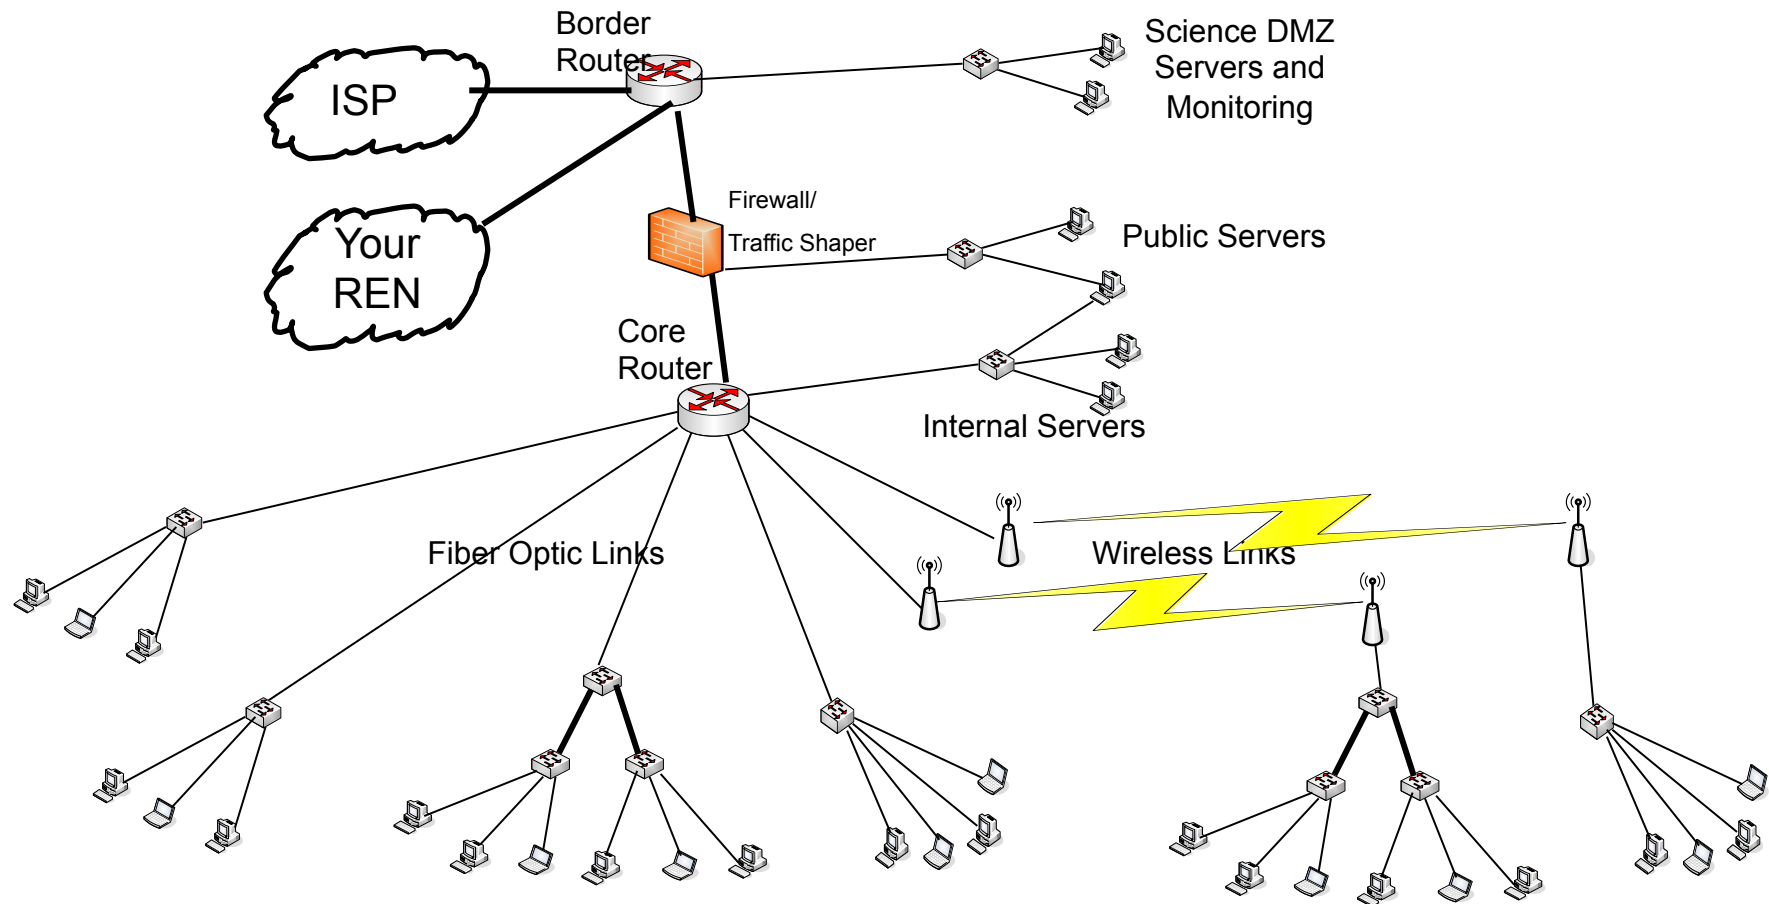 Border
Router
Science DMZ
Servers and
Monitoring
ISP
Firewall/
Traffic Shaper
Your
REN
Public Servers
Core
Router
Internal Servers
Fiber Optic Links
Wireless Links